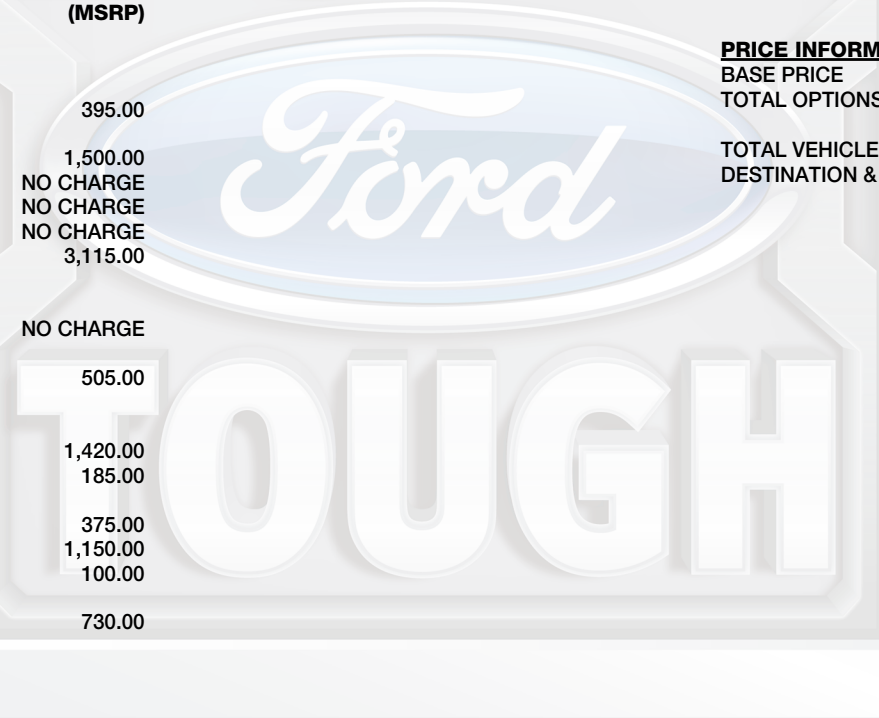 (MSRP)
395.00
1,500.00
NO CHARGE
NO CHARGE
NO CHARGE
3,115.00
NO CHARGE
505.00
1,420.00
185.00
375.00
1,150.00
100.00
730.00
PRICE INFORM
BASE PRICE
TOTAL OPTIONS
TOTAL VEHICLE
DESTINATION &
Ford
TOUGH